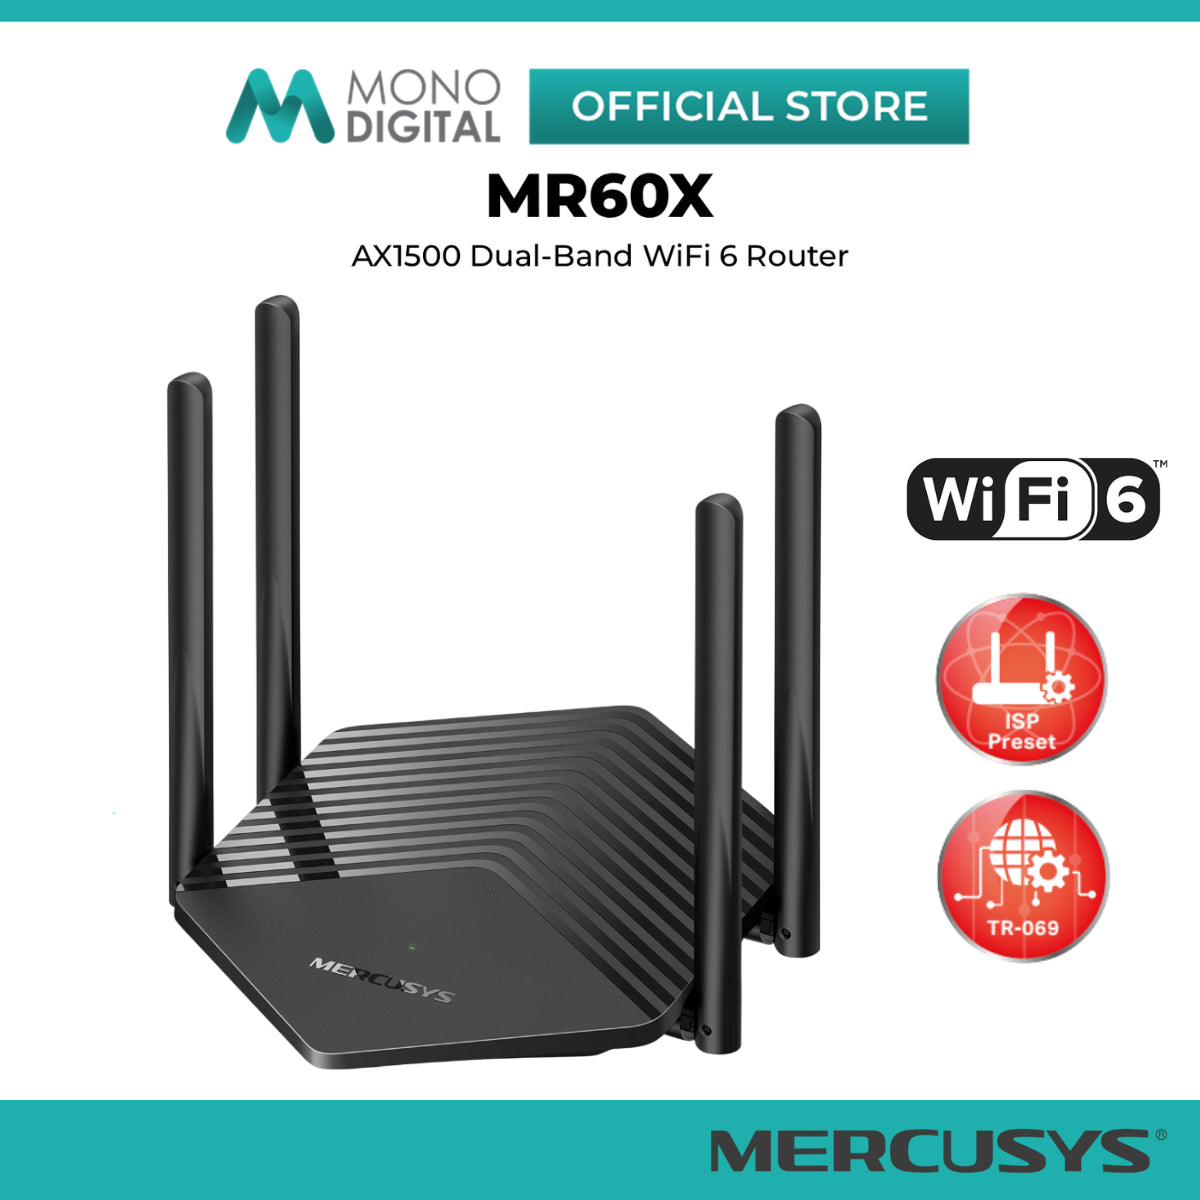 MONO
DIGITAL
OFFICIAL STORE
MR60X
AX1500 Dual-Band WiFi 6 Router
Wi Fi 6 ™
ISP
Preset
TR-069
MERCUSYS
MERCUSYS®